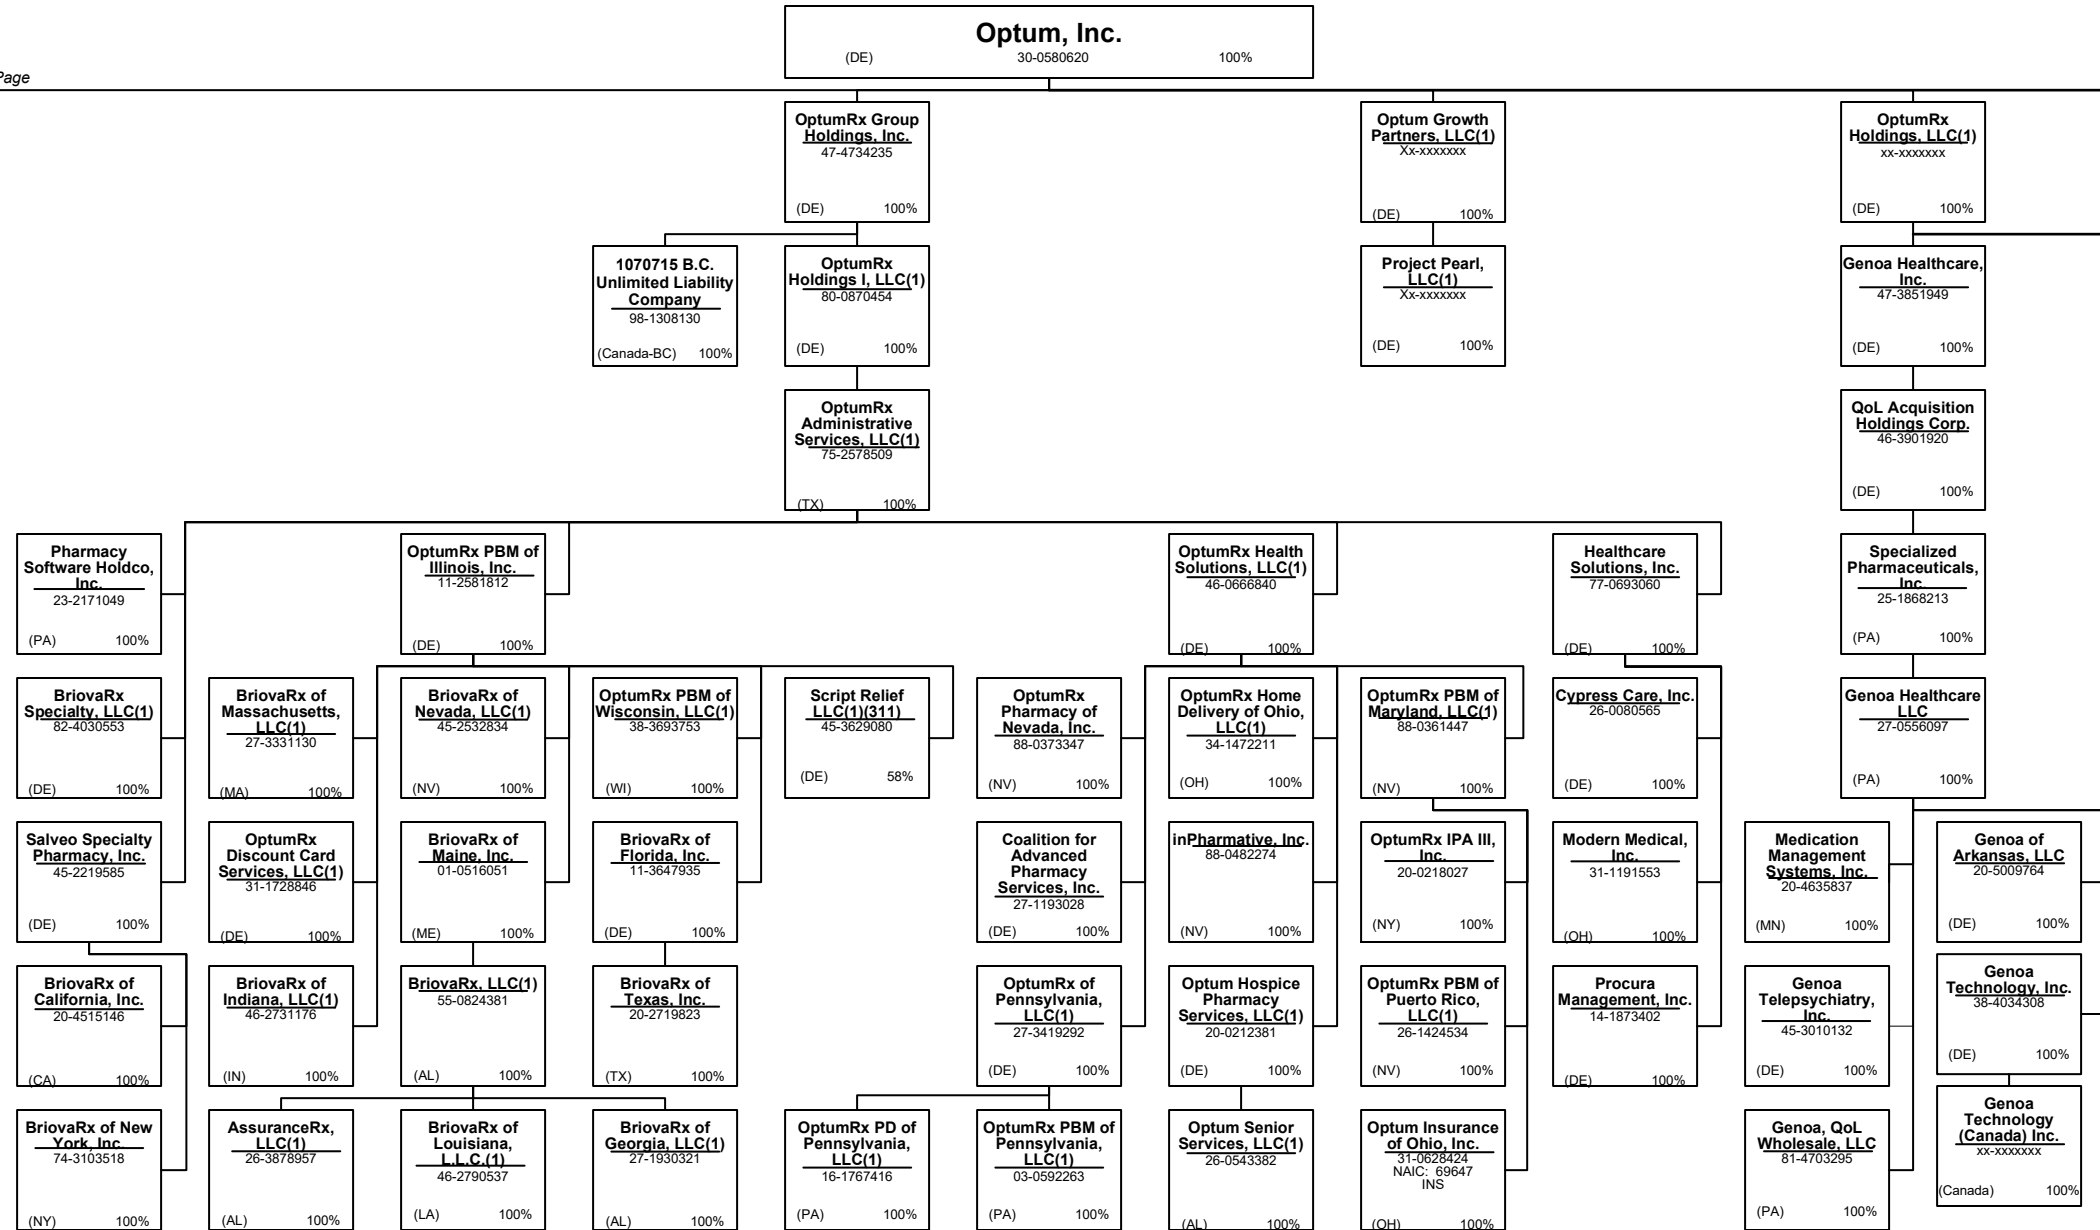 Optum, Inc.
(DE) 30-0580620 100%
Page
OptumRx Group
Holdings, Inc.
47-4734235
(DE) 100%
Optum Growth
Partners, LLC(1)
Xx-xxxxxxx
(DE) 100%
OptumRx
Holdings, LLC(1)
xx-xxxxxxx
(DE) 100%
1070715 B.C.
Unlimited Liability
Company
98-1308130
(Canada-BC) 100%
OptumRx
Holdings I, LLC(1)
80-0870454
(DE) 100%
Project Pearl,
LLC(1)
Xx-xxxxxxx
(DE) 100%
Genoa Healthcare,
Inc.
47-3851949
(DE) 100%
OptumRx
Administrative
Services, LLC(1)
75-2578509
(TX) 100%
QoL Acquisition
Holdings Corp.
46-3901920
(DE) 100%
Pharmacy
Software Holdco,
Inc.
23-2171049
(PA) 100%
OptumRx PBM of
Illinois, Inc.
11-2581812
(DE) 100%
OptumRx Health
Solutions, LLC(1)
46-0666840
(DE) 100%
Healthcare
Solutions, Inc.
77-0693060
(DE) 100%
Specialized
Pharmaceuticals,
Inc.
25-1868213
(PA) 100%
BriovaRx
Specialty, LLC(1)
82-4030553
(DE) 100%
BriovaRx of
Massachusetts,
LLC(1)
27-3331130
(MA) 100%
BriovaRx of
Nevada, LLC(1)
45-2532834
(NV) 100%
OptumRx PBM of
Wisconsin, LLC(1)
38-3693753
(WI) 100%
Script Relief
LLC(1)(311)
45-3629080
(DE) 58%
OptumRx
Pharmacy of
Nevada, Inc.
88-0373347
(NV) 100%
OptumRx Home
Delivery of Ohio,
LLC(1)
34-1472211
(OH) 100%
OptumRx PBM of
Maryland, LLC(1)
88-0361447
(NV) 100%
Cypress Care, Inc.
26-0080565
(DE) 100%
Genoa Healthcare
LLC
27-0556097
(PA) 100%
Salveo Specialty
Pharmacy, Inc.
45-2219585
(DE) 100%
OptumRx
Discount Card
Services, LLC(1)
31-1728846
(DE) 100%
BriovaRx of
Maine, Inc.
01-0516051
(ME) 100%
BriovaRx of
Florida, Inc.
11-3647935
(DE) 100%
Coalition for
Advanced
Pharmacy
Services, Inc.
27-1193028
(DE) 100%
inPharmative, Inc.
88-0482274
(NV) 100%
OptumRx IPA III,
Inc.
20-0218027
(NY) 100%
Modern Medical,
Inc.
31-1191553
(OH) 100%
Medication
Management
Systems, Inc.
20-4635837
(MN) 100%
Genoa of
Arkansas, LLC
20-5009764
(DE) 100%
BriovaRx of
California, Inc.
20-4515146
(CA) 100%
BriovaRx of
Indiana, LLC(1)
46-2731176
(IN) 100%
BriovaRx, LLC(1)
55-0824381
(AL) 100%
BriovaRx of
Texas, Inc.
20-2719823
(TX) 100%
OptumRx of
Pennsylvania,
LLC(1)
27-3419292
(DE) 100%
Optum Hospice
Pharmacy
Services, LLC(1)
20-0212381
(DE) 100%
OptumRx PBM of
Puerto Rico,
LLC(1)
26-1424534
(NV) 100%
Procura
Management, Inc.
14-1873402
(DE) 100%
Genoa
Telepsychiatry,
Inc.
45-3010132
(DE) 100%
Genoa
Technology, Inc.
38-4034308
(DE) 100%
BriovaRx of New
York, Inc.
74-3103518
(NY) 100%
AssuranceRx,
LLC(1)
26-3878957
(AL) 100%
BriovaRx of
Louisiana,
L.L.C.(1)
46-2790537
(LA) 100%
BriovaRx of
Georgia, LLC(1)
27-1930321
(AL) 100%
OptumRx PD of
Pennsylvania,
LLC(1)
16-1767416
(PA) 100%
OptumRx PBM of
Pennsylvania,
LLC(1)
03-0592263
(PA) 100%
Optum Senior
Services, LLC(1)
26-0543382
(AL) 100%
Optum Insurance
of Ohio, Inc.
31-0628424
NAIC: 69647
INS
(OH) 100%
Genoa, QoL
Wholesale, LLC
81-4703295
(PA) 100%
Genoa
Technology
(Canada) Inc.
xx-xxxxxxx
(Canada) 100%